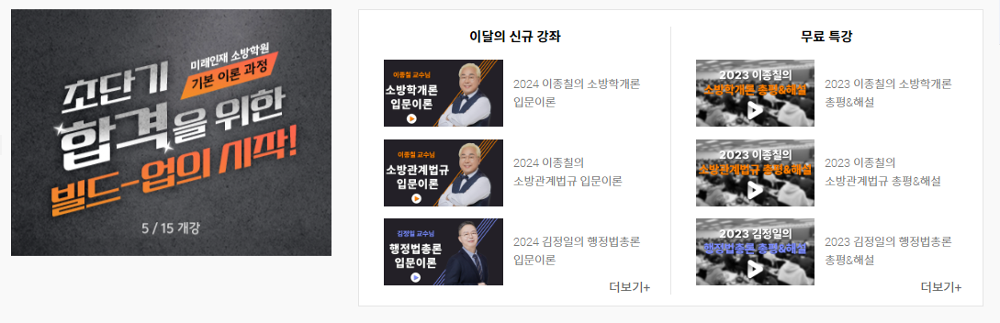 미래인재 소방학원
기본 이론 과정
초단기
합격을 위한
빌드-업의 시작!
5 / 15 개강
이달의 신규 강좌
이종칠 교수님
소방학개론
입문이론
2024 이종칠의 소방학개론
입문이론
이종칠 교수님
소방관계법규
입문이론
2024 이종칠의
소방관계법규 입문이론
김정일 교수님
행정법총론
입문이론
2024 김정일의 행정법총론
입문이론
더보기+
무료 특강
2023 이종칠의
소방학개론 총평&해설
2023 이종칠의 소방학개론
총평&해설
2023 이종칠의
소방관계법규 총평&해설
2023 이종칠의
소방관계법규 총평&해설
2023 김정일의
행정법총론 총평&해설
2023 김정일의 행정법총론
총평&해설
더보기+